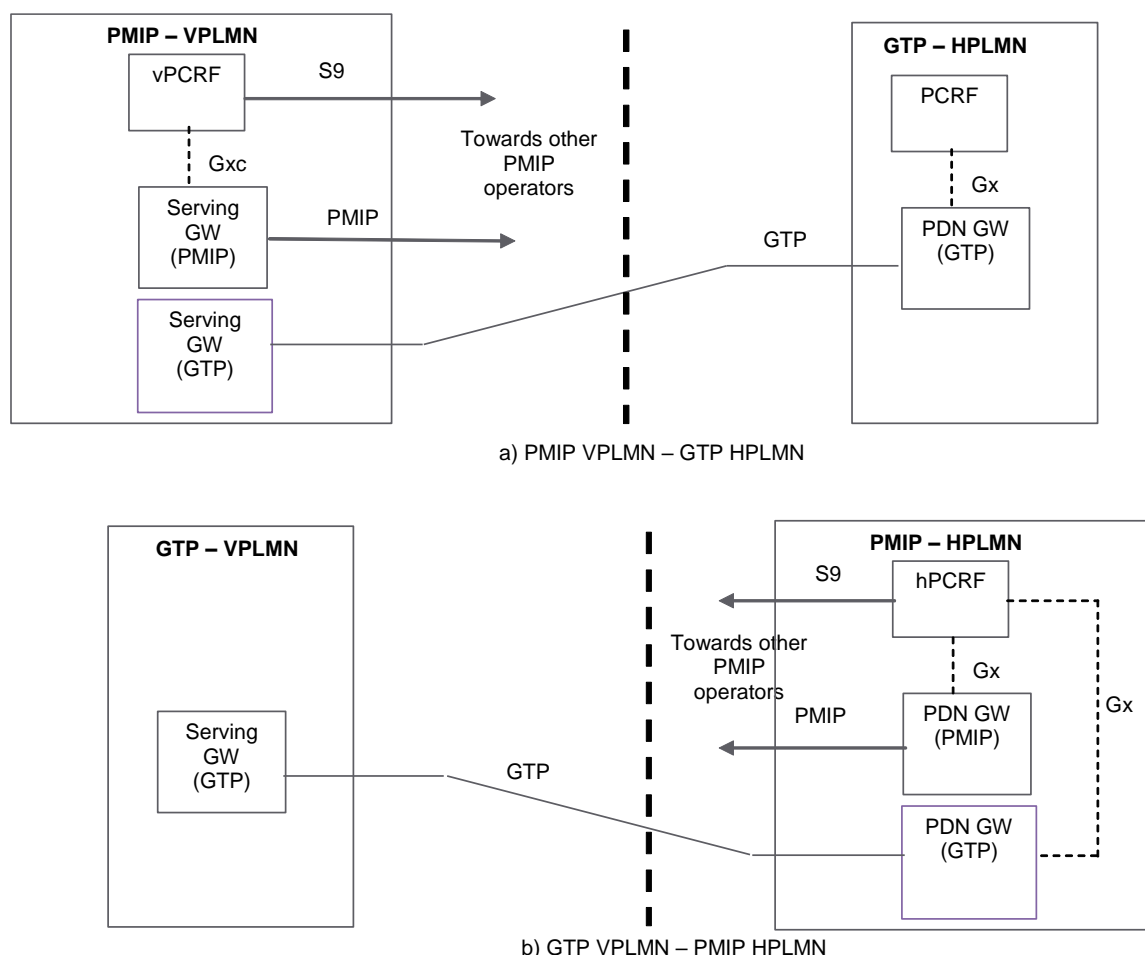 PMIP – VPLMN
vPCRF
S9
Gxc
Towards other
PMIP
operators
Serving
GW
(PMIP)
PMIP
Serving
GW
(GTP)
GTP
GTP – HPLMN
PCRF
Gx
PDN GW
(GTP)
a) PMIP VPLMN – GTP HPLMN
GTP – VPLMN
Serving
GW
(GTP)
GTP
PMIP – HPLMN
S9
hPCRF
Towards other
PMIP
operators
Gx
Gx
PMIP
PDN GW
(PMIP)
PDN GW
(GTP)
b) GTP VPLMN – PMIP HPLMN